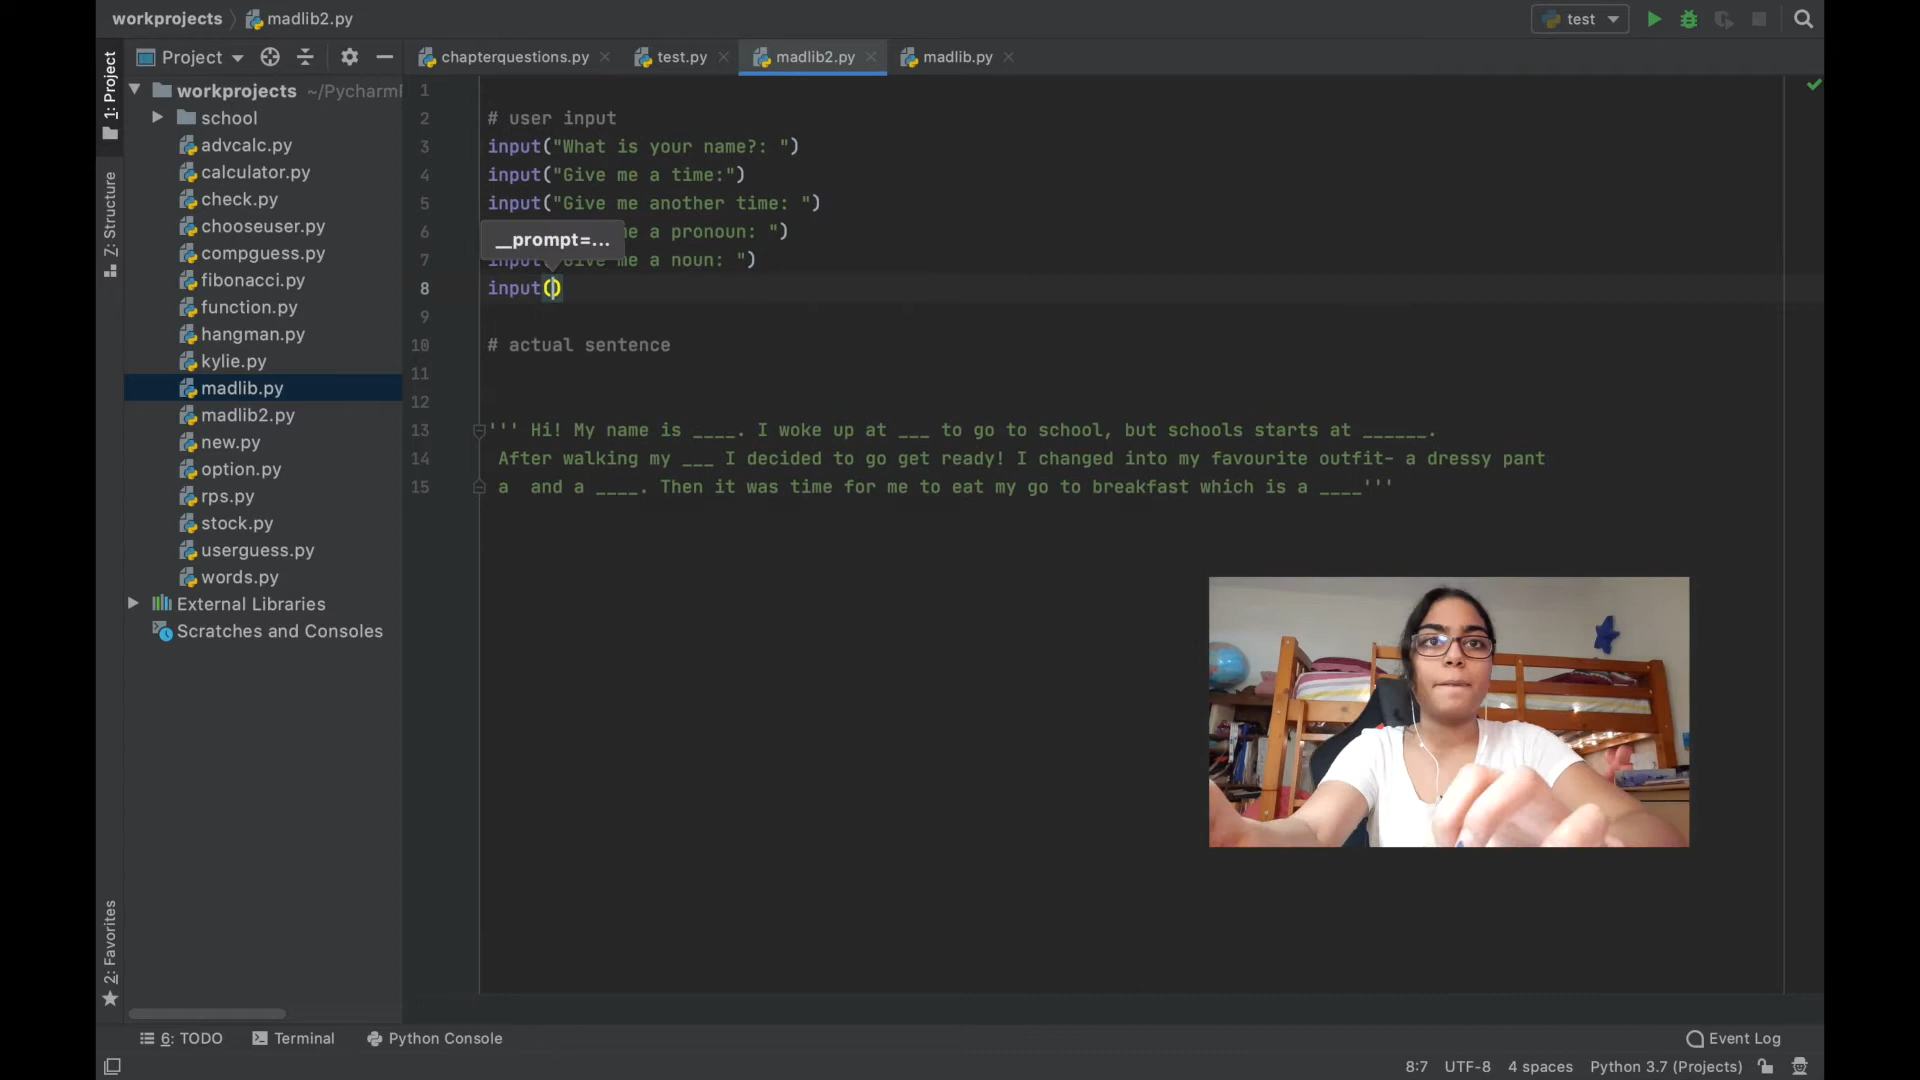 workprojects madlib2.py test
1: Project
Project
chapterquestions.py test.py madlib2.py madlib.py
workprojects ~/Pycharm
school
advcalc.py
calculator.py
check.py
chooseuser.py
compguess.py
fibonacci.py
function.py
hangman.py
kylie.py
madlib.py
madlib2.py
new.py
option.py
rps.py
stock.py
userguess.py
words.py
External Libraries
Scratches and Consoles
Z: Structure
2: Favorites
1
2 # user input
3 input("What is your name?: ")
4 input("Give me a time:")
5 input("Give me another time: ")
6 me a pronoun: ")
__prompt=...
7 input("Give me a noun: ")
8 input()
9
10 # actual sentence
11
12
13 ''' Hi! My name is ____. I woke up at ___ to go to school, but schools starts at ______.
14 After walking my ___ I decided to go get ready! I changed into my favourite outfit- a dressy pant
15 a  and a ____. Then it was time for me to eat my go to breakfast which is a ____'''
6: TODO Terminal Python Console Event Log
8:7 UTF-8 4 spaces Python 3.7 (Projects)